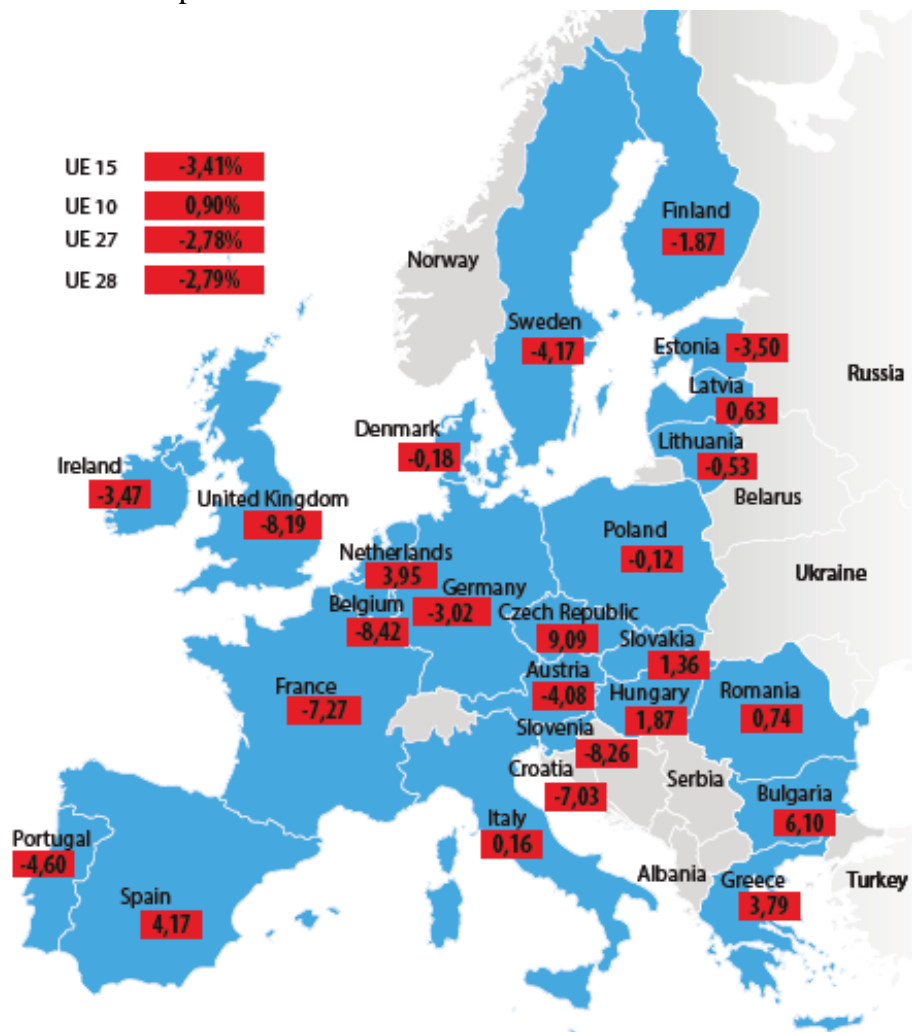 UE 15 -3,41%
UE 10 0,90%
UE 27 -2,78%
UE 28 -2,79%
Finland
-1.87
Norway
Sweden
-4,17
Estonia -3,50
Russia
Latvia
0,63
Denmark
-0,18
Lithuania
-0,53
Ireland
-3,47
Belarus
United Kingdom
-8,19
Poland
-0,12
Netherlands
3,95
Ukraine
Germany
-3,02
Belgium
-8,42
Czech Republic
9,09
Slovakia
1,36
Austria
-4,08
France
-7,27
Hungary
1,87
Romania
0,74
Slovenia
-8,26
Croatia
-7,03
Serbia
Bulgaria
6,10
Italy
0,16
Portugal
-4,60
Albania
Greece
3,79
Turkey
Spain
4,17